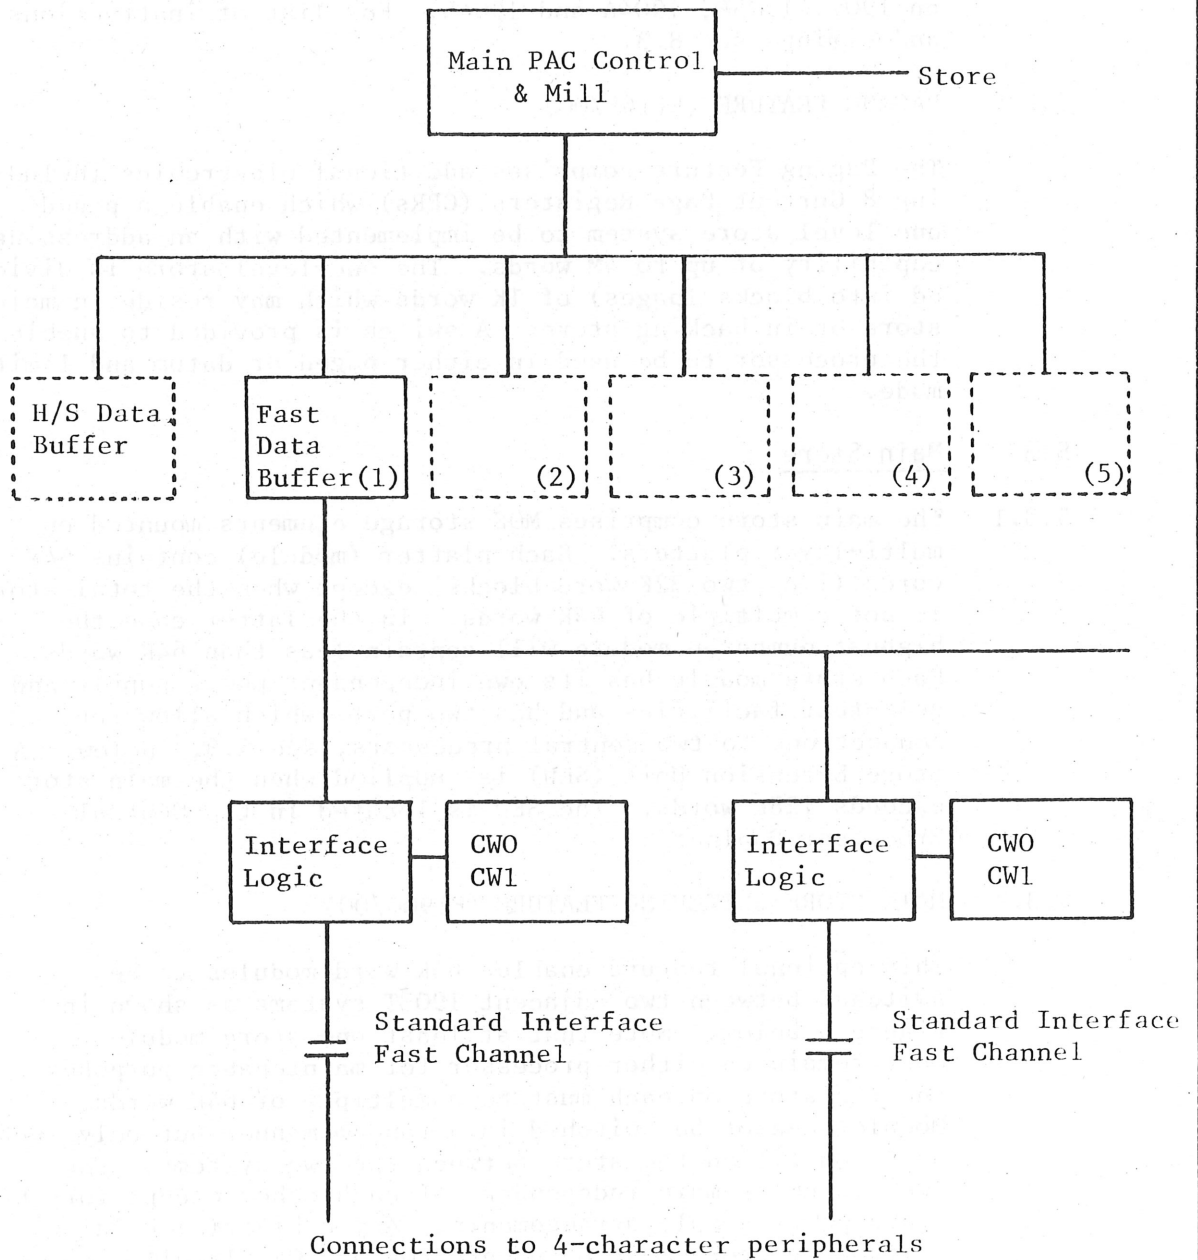 Main PAC Control
& Mill
Store
H/S Data
Buffer
Fast
Data
Buffer(1)
(2)
(3)
(4)
(5)
Interface
Logic
CWO
CW1
Interface
Logic
CWO
CW1
Standard Interface
Fast Channel
Standard Interface
Fast Channel
Connections to 4-character peripherals